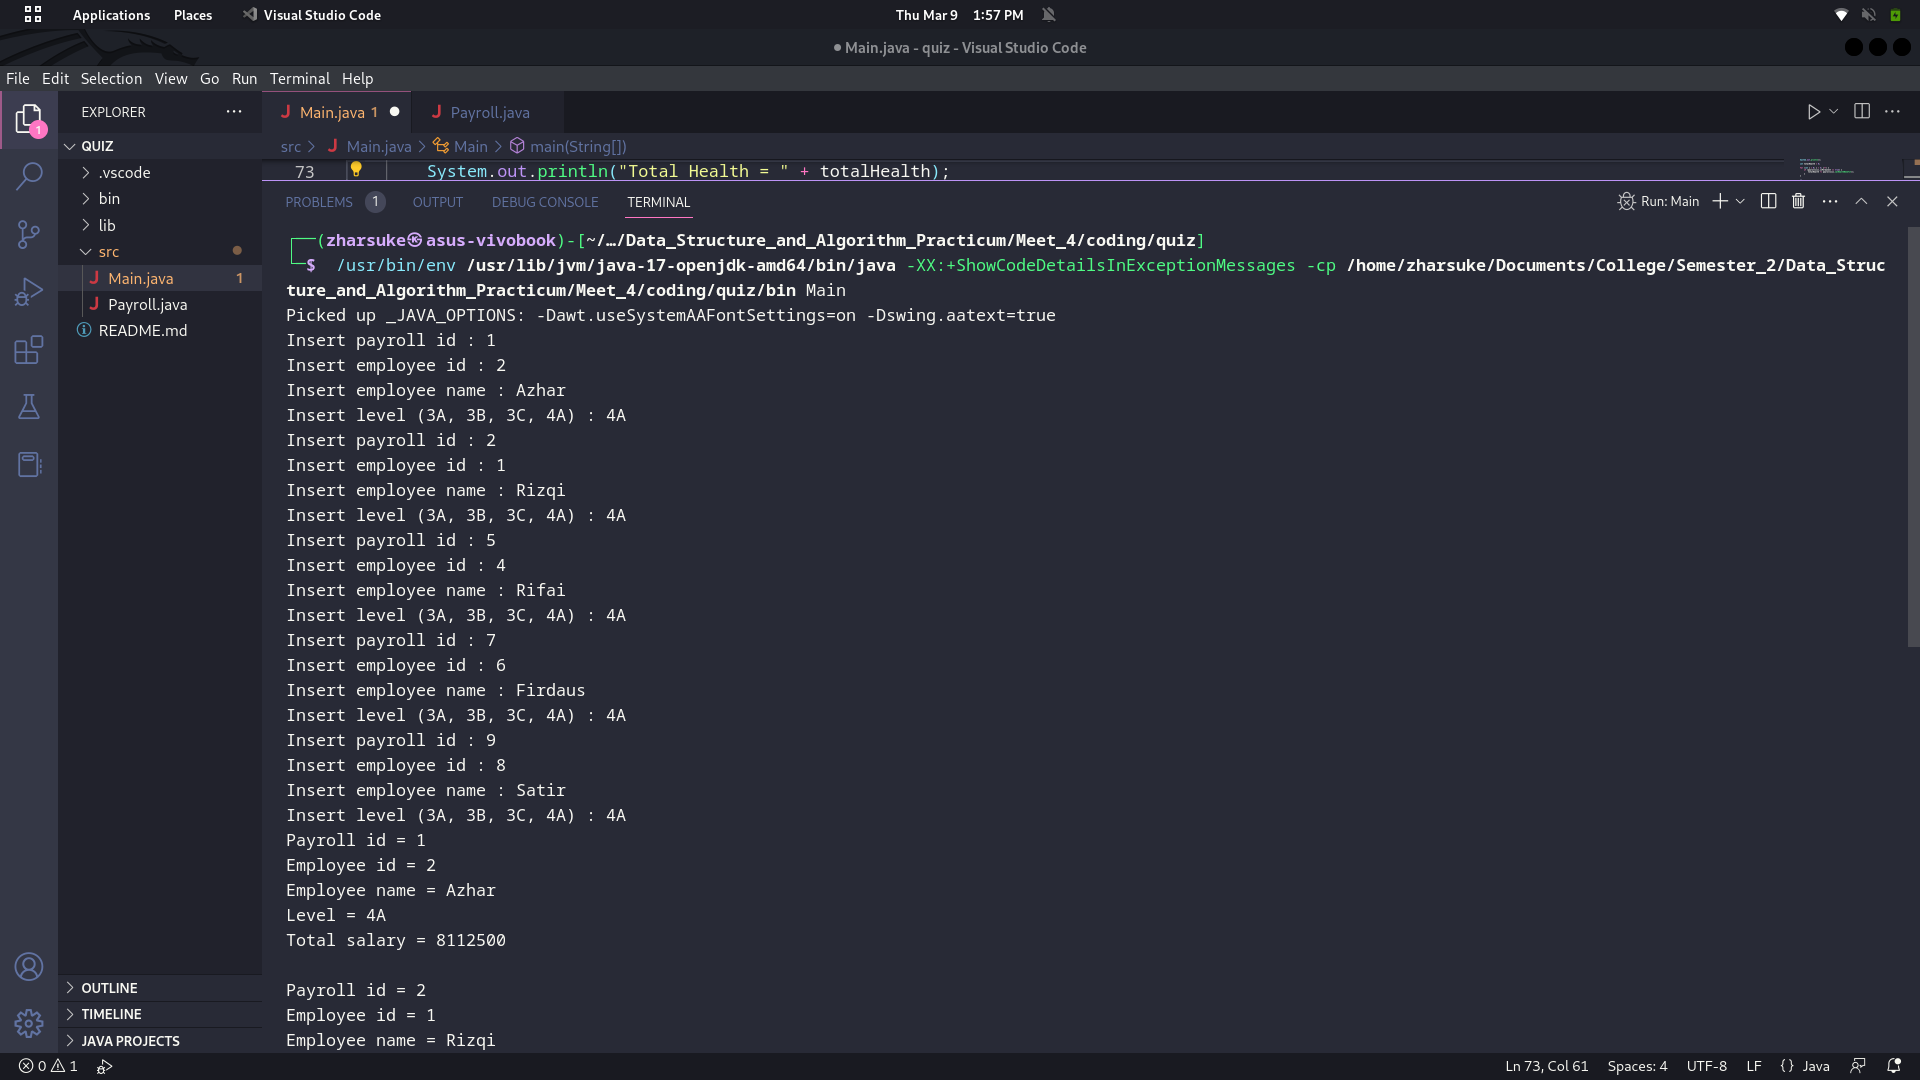 Applications Places Visual Studio Code Thu Mar 9 1:57 PM
Main.java - quiz - Visual Studio Code
File Edit Selection View Go Run Terminal Help
EXPLORER
QUIZ
.vscode
bin
lib
src
Main.java 1
Payroll.java
README.md
OUTLINE
TIMELINE
JAVA PROJECTS
1
Main.java 1 Payroll.java
src Main.java Main main(String[])
73 System.out.println("Total Health = " + totalHealth);
PROBLEMS 1 OUTPUT DEBUG CONSOLE TERMINAL Run: Main
┌──(zharsuke㉿asus-vivobook)-[~/…/Data_Structure_and_Algorithm_Practicum/Meet_4/coding/quiz]
└─$ /usr/bin/env /usr/lib/jvm/java-17-openjdk-amd64/bin/java -XX:+ShowCodeDetailsInExceptionMessages -cp /home/zharsuke/Documents/College/Semester_2/Data_Struc
ture_and_Algorithm_Practicum/Meet_4/coding/quiz/bin Main
Picked up _JAVA_OPTIONS: -Dawt.useSystemAAFontSettings=on -Dswing.aatext=true
Insert payroll id : 1
Insert employee id : 2
Insert employee name : Azhar
Insert level (3A, 3B, 3C, 4A) : 4A
Insert payroll id : 2
Insert employee id : 1
Insert employee name : Rizqi
Insert level (3A, 3B, 3C, 4A) : 4A
Insert payroll id : 5
Insert employee id : 4
Insert employee name : Rifai
Insert level (3A, 3B, 3C, 4A) : 4A
Insert payroll id : 7
Insert employee id : 6
Insert employee name : Firdaus
Insert level (3A, 3B, 3C, 4A) : 4A
Insert payroll id : 9
Insert employee id : 8
Insert employee name : Satir
Insert level (3A, 3B, 3C, 4A) : 4A
Payroll id = 1
Employee id = 2
Employee name = Azhar
Level = 4A
Total salary = 8112500
Payroll id = 2
Employee id = 1
Employee name = Rizqi
0 1 Ln 73, Col 61 Spaces: 4 UTF-8 LF {} Java